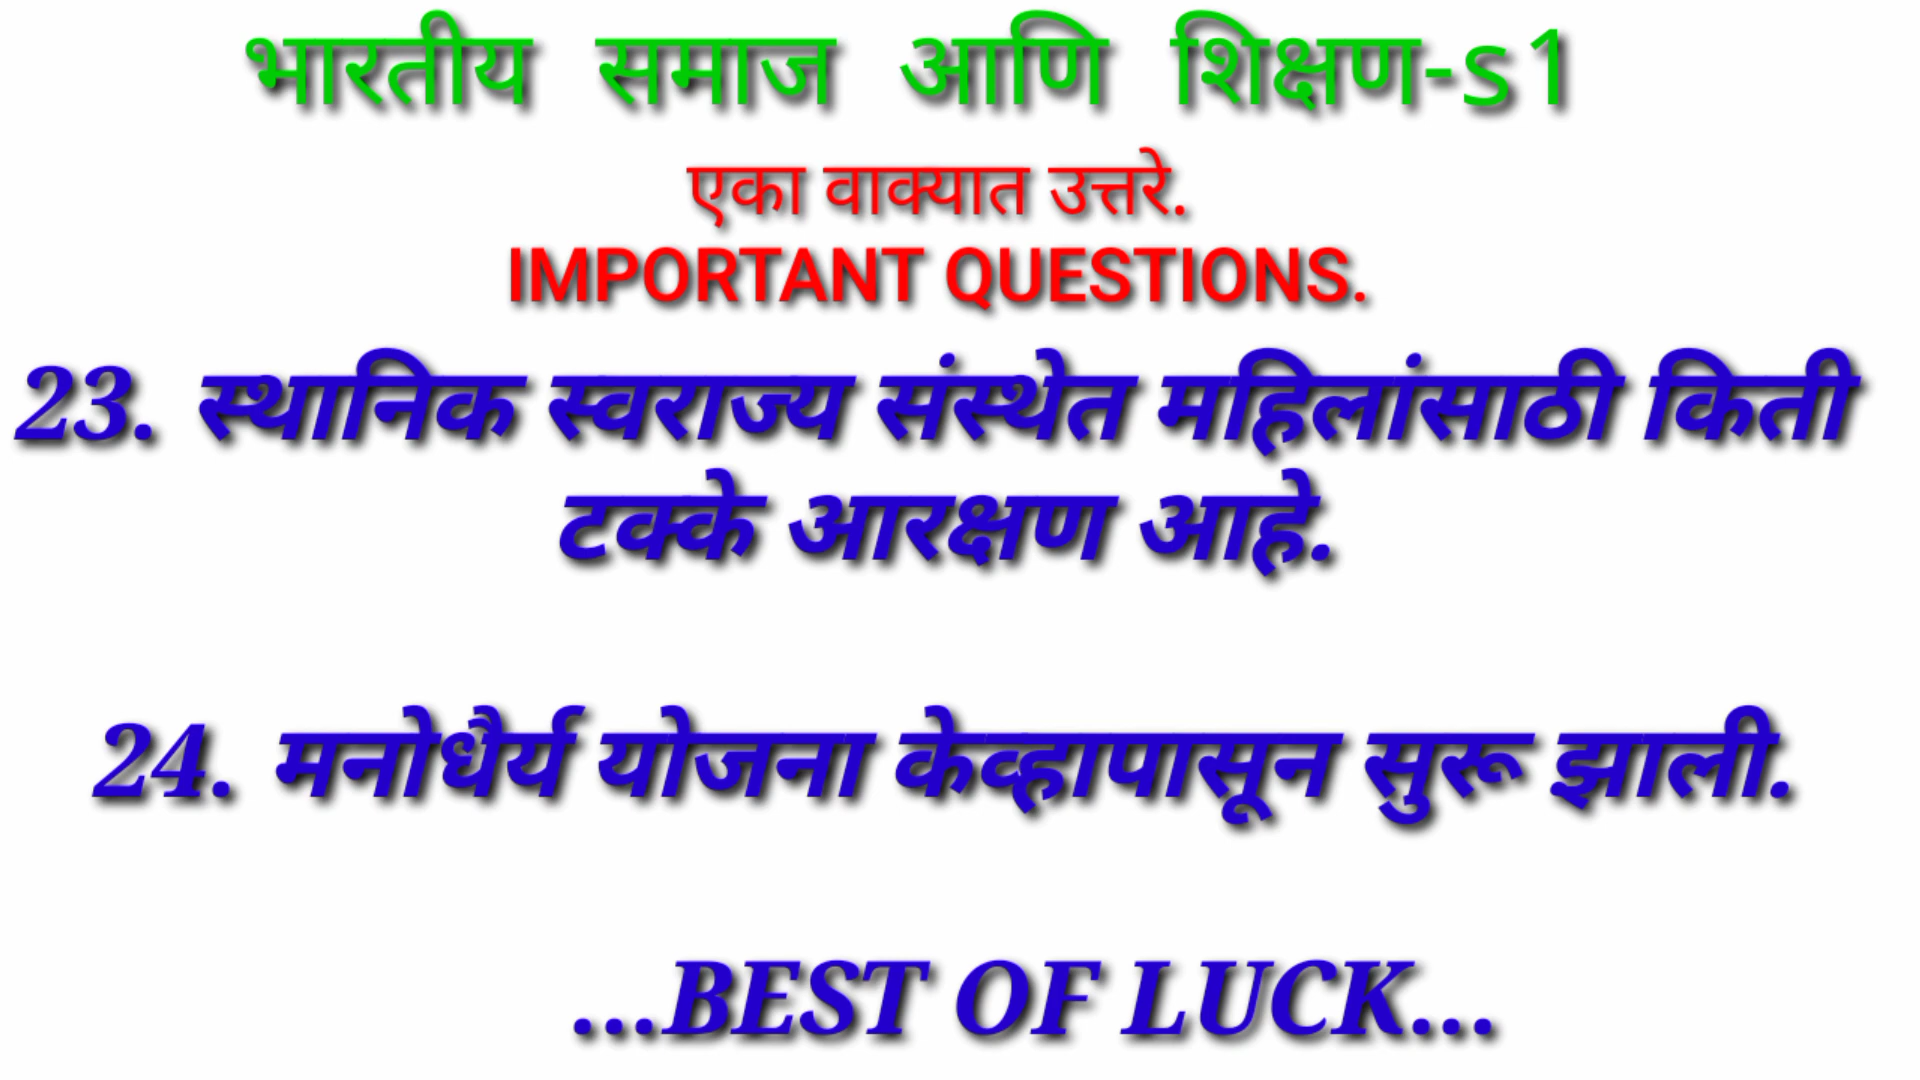 भारतीय समाज आणि शिक्षण-s1
एका वाक्यात उत्तरे.
IMPORTANT QUESTIONS.
23. स्थानिक स्वराज्य संस्थेत महिलांसाठी किती
टक्के आरक्षण आहे.
24. मनोधैर्य योजना केव्हापासून सुरू झाली.
...BEST OF LUCK...